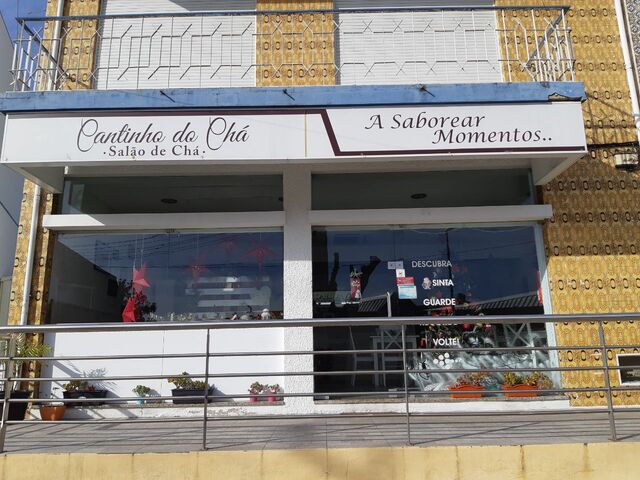 Cantinho do Chá
·Salão de Chá·
A Saborear
Momentos..
DESCUBRA
SINTA
GUARDE
VOLTE!